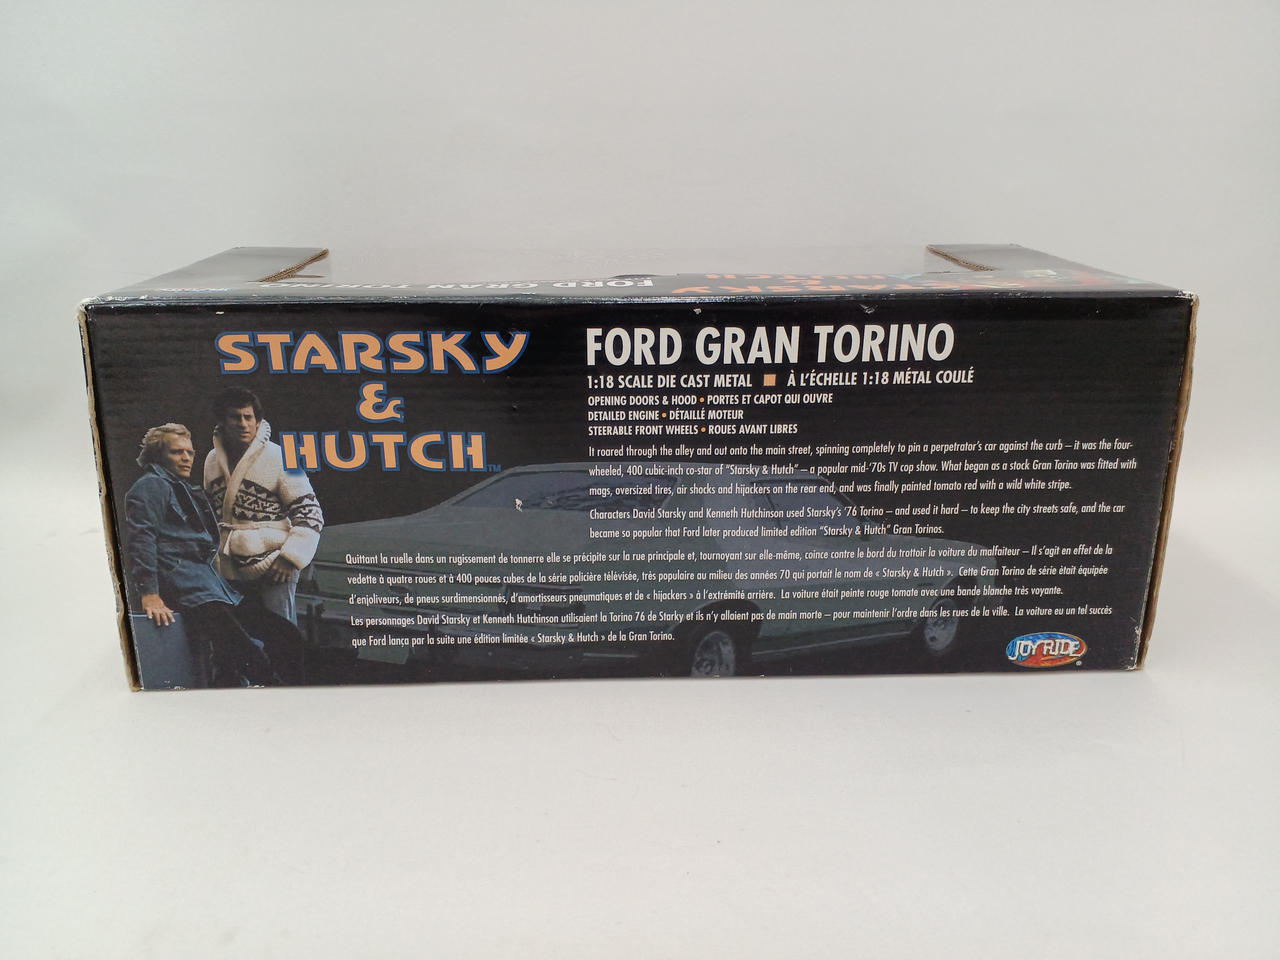 FORD GRAN TORINO
STARSKY
&
HUTCH
STARSKY
&
HUTCH™
FORD GRAN TORINO
1:18 SCALE DIE CAST METAL ■ À L'ÉCHELLE 1:18 MÉTAL COULÉ
OPENING DOORS & HOOD • PORTES ET CAPOT QUI OUVRE
DETAILED ENGINE • DÉTAILLÉ MOTEUR
STEERABLE FRONT WHEELS • ROUES AVANT LIBRES
It roared through the alley and out onto the main street, spinning completely to pin a perpetrator's car against the curb – it was the four-
wheeled, 400 cubic-inch co-star of "Starsky & Hutch" – a popular mid-'70s TV cop show. What began as a stock Gran Torino was fitted with
mags, oversized tires, air shocks and hijackers on the rear end, and was finally painted tomato red with a wild white stripe.
Characters David Starsky and Kenneth Hutchinson used Starsky's '76 Torino – and used it hard – to keep the city streets safe, and the car
became so popular that Ford later produced limited edition "Starsky & Hutch" Gran Torinos.
Quittant la ruelle dans un rugissement de tonnerre elle se précipite sur la rue principale et, tournoyant sur elle-même, coince contre le bord du trottoir la voiture du malfaiteur – Il s'agit en effet de la
vedette à quatre roues et à 400 pouces cubes de la série policière télévisée, très populaire au milieu des années 70 qui portait le nom de « Starsky & Hutch ». Cette Gran Torino de série ètait équipée
d'enjoliveurs, de pneus surdimensionnés, d'amortisseurs pneumatiques et de « hijackers » à l'extrémité arrière. La voiture était peinte rouge tomate avec une bande blanche très voyante.
Les personnages David Starsky et Kenneth Hutchinson utilisaient la Torino 76 de Starky et ils n'y allaient pas de main morte – pour maintenir l'ordre dans les rues de la ville. La voiture eu un tel succès
que Ford lança par la suite une édition limitée « Starsky & Hutch » de la Gran Torino.
JOYRIDE®